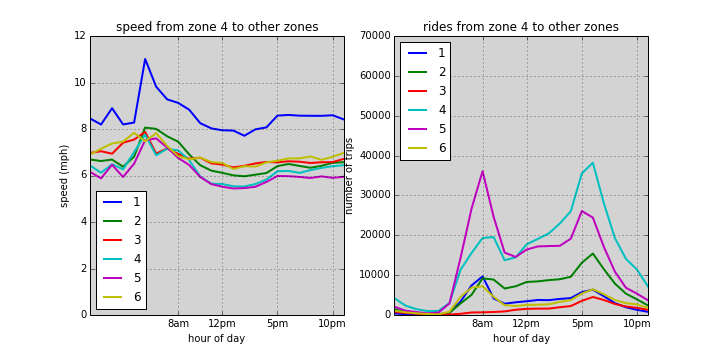 speed from zone 4 to other zones
12
10
8
6
4
2
0
speed (mph)
1
2
3
4
5
6
8am
12pm
5pm
10pm
hour of day
rides from zone 4 to other zones
70000
60000
50000
40000
30000
20000
10000
0
number of trips
1
2
3
4
5
6
8am
12pm
5pm
10pm
hour of day